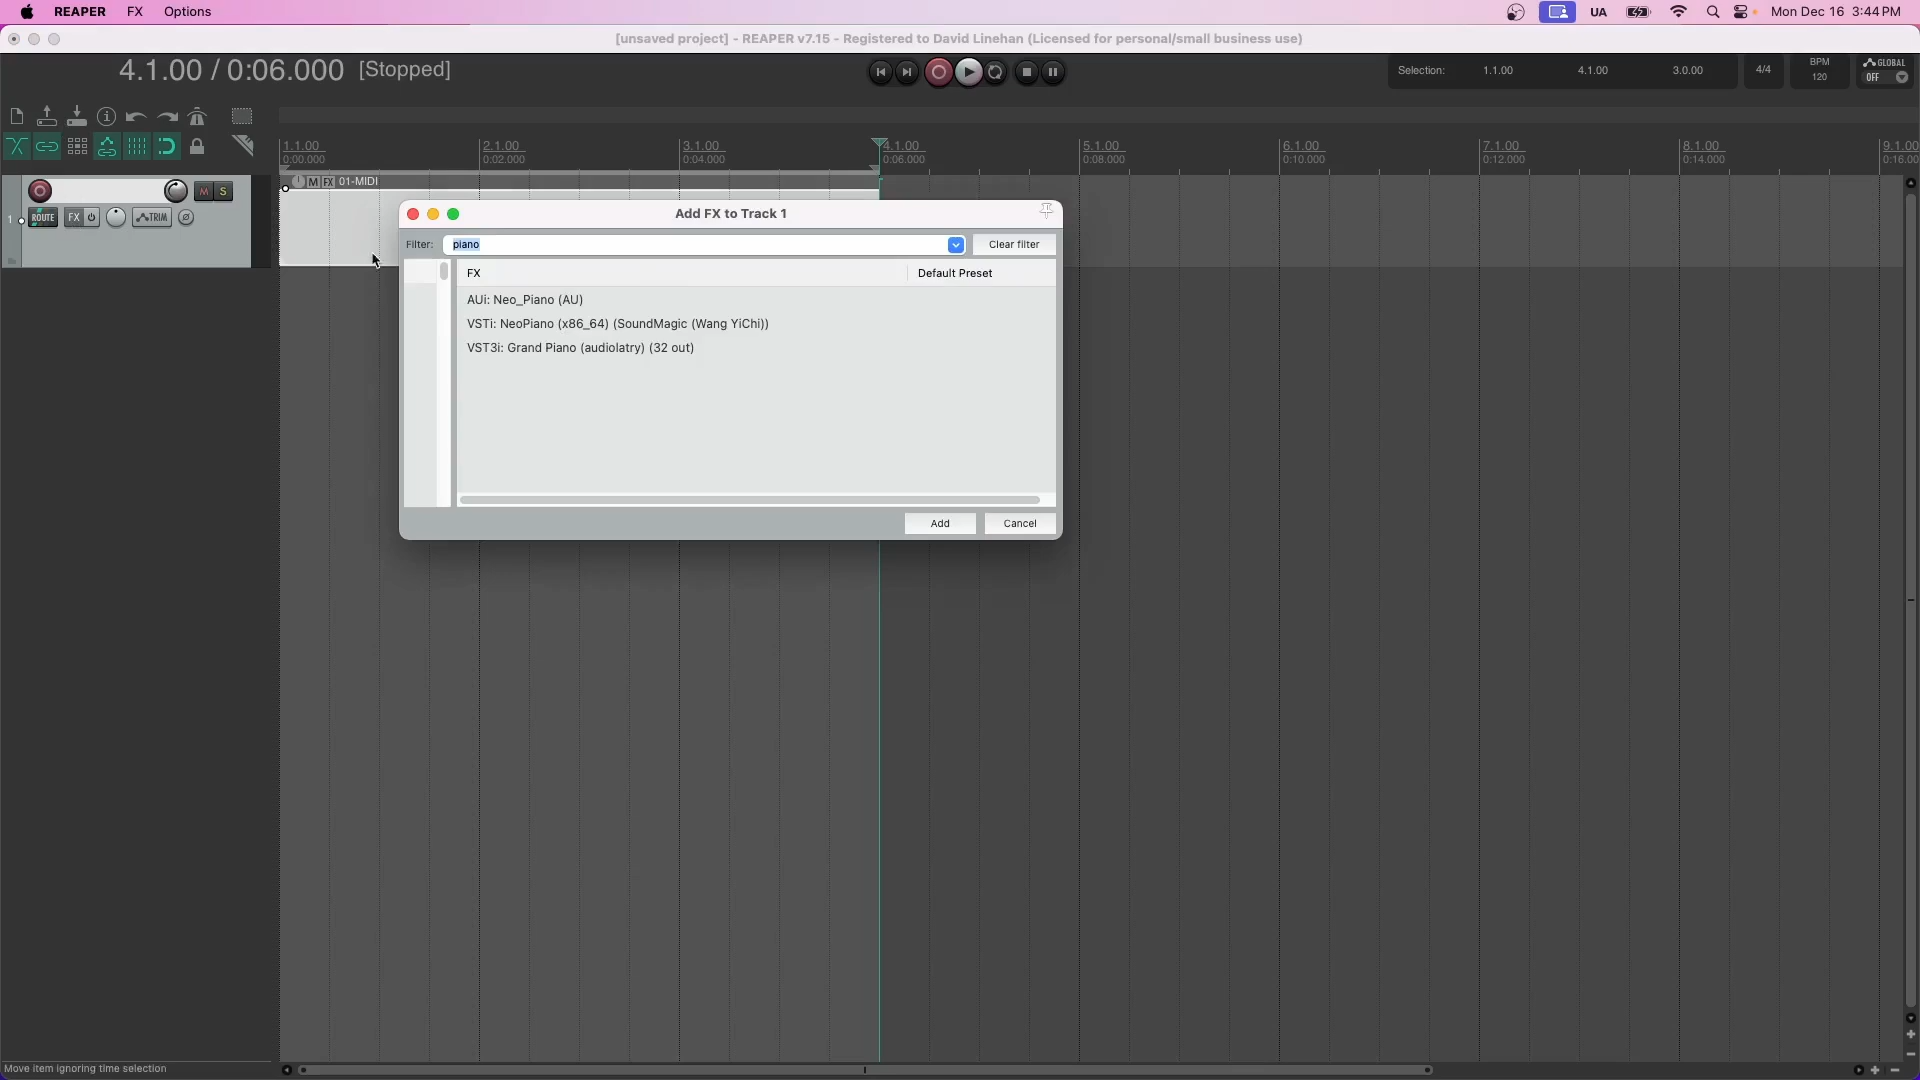 REAPER FX Options UA Mon Dec 16 3:44 PM
[unsaved project] - REAPER v7.15 - Registered to David Linehan (Licensed for personal/small business use)
4.1.00 / 0:06.000 [Stopped]
Selection: 1.1.00 4.1.00 3.0.00
4/4
BPM
120
GLOBAL
OFF
1.1.00 2.1.00 3.1.00 4.1.00 5.1.00 6.1.00 7.1.00 8.1.00 9.1.00
0:00.000 0:02.000 0:04.000 0:06.000 0:08.000 0:10.000 0:12.000 0:14.000 0:16.00
M FX 01-MIDI
M S
1 ROUTE FX TRIM
Add FX to Track 1
Filter: piano Clear filter
FX Default Preset
AUi: Neo_Piano (AU)
VSTi: NeoPiano (x86_64) (SoundMagic (Wang YiChi))
VST3i: Grand Piano (audiolatry) (32 out)
Add Cancel
Move item ignoring time selection